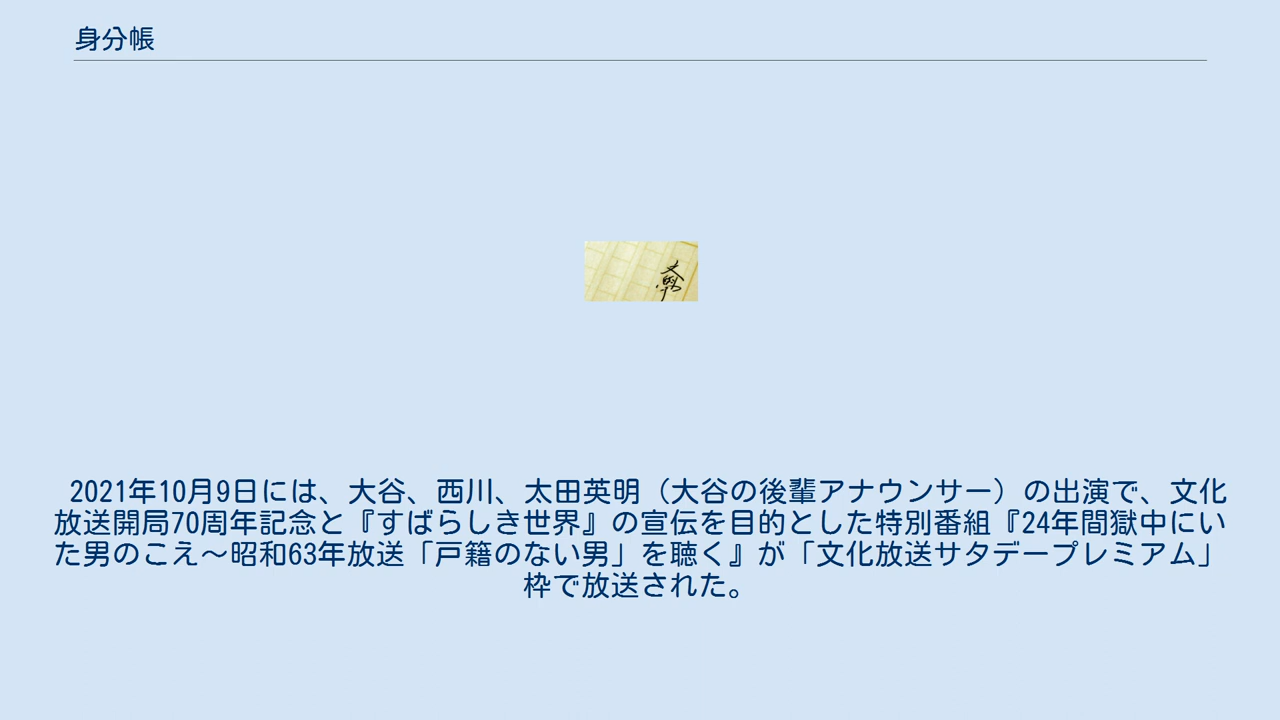 身分帳
2021年10月9日には、大谷、西川、太田英明（大谷の後輩アナウンサー）の出演で、文化
放送開局70周年記念と『すばらしき世界』の宣伝を目的とした特別番組『24年間獄中にい
た男のこえ～昭和63年放送「戸籍のない男」を聴く』が「文化放送サタデープレミアム」
枠で放送された。